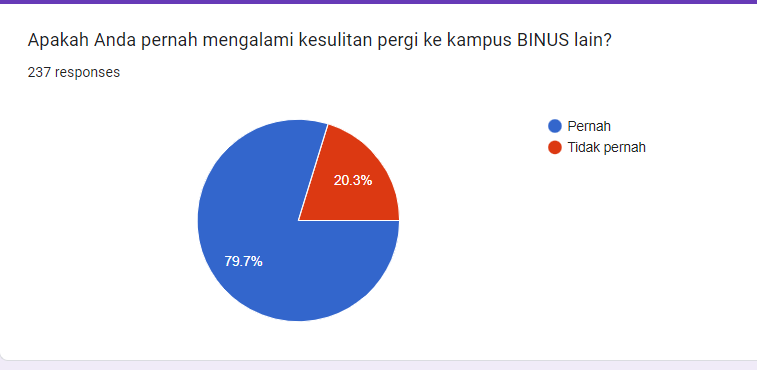 Apakah Anda pernah mengalami kesulitan pergi ke kampus BINUS lain?
237 responses
Pernah
Tidak pernah
20.3%
79.7%